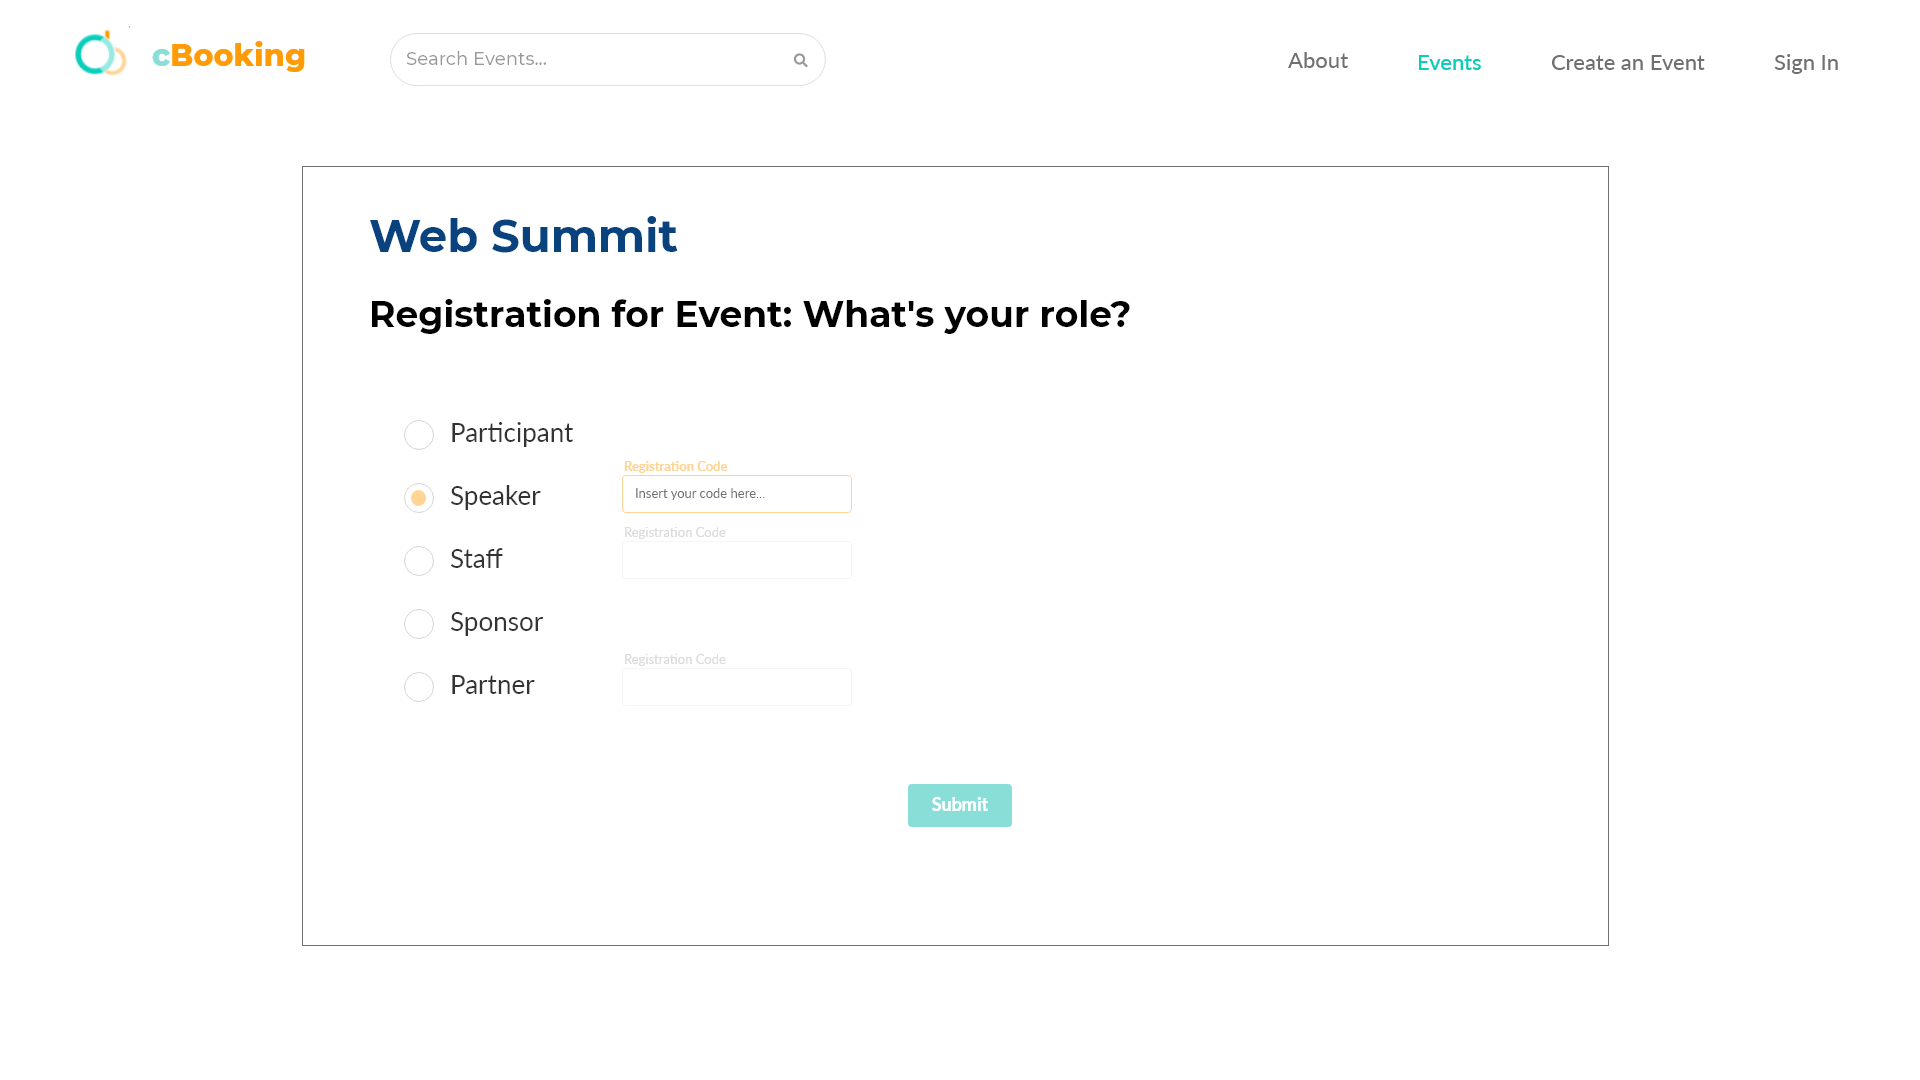 cBooking
Search Events...
About
Events
Create an Event
Sign In
Web Summit
Registration for Event: What's your role?
Participant
Registration Code
Speaker
Insert your code here...
Registration Code
Staff
Sponsor
Registration Code
Partner
Submit